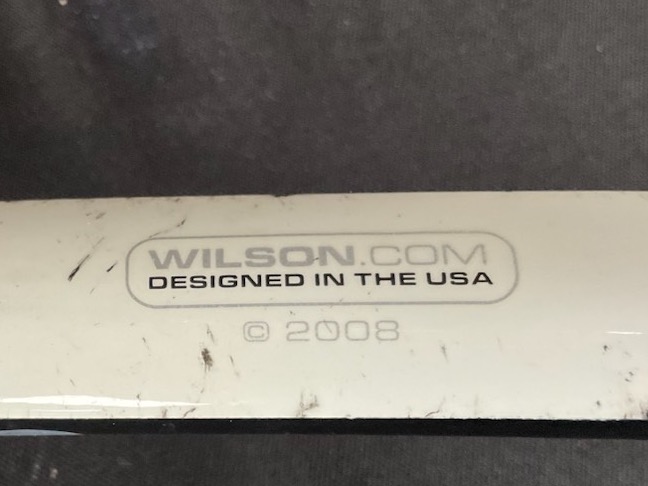 WILSON.COM
DESIGNED IN THE USA
© 2008